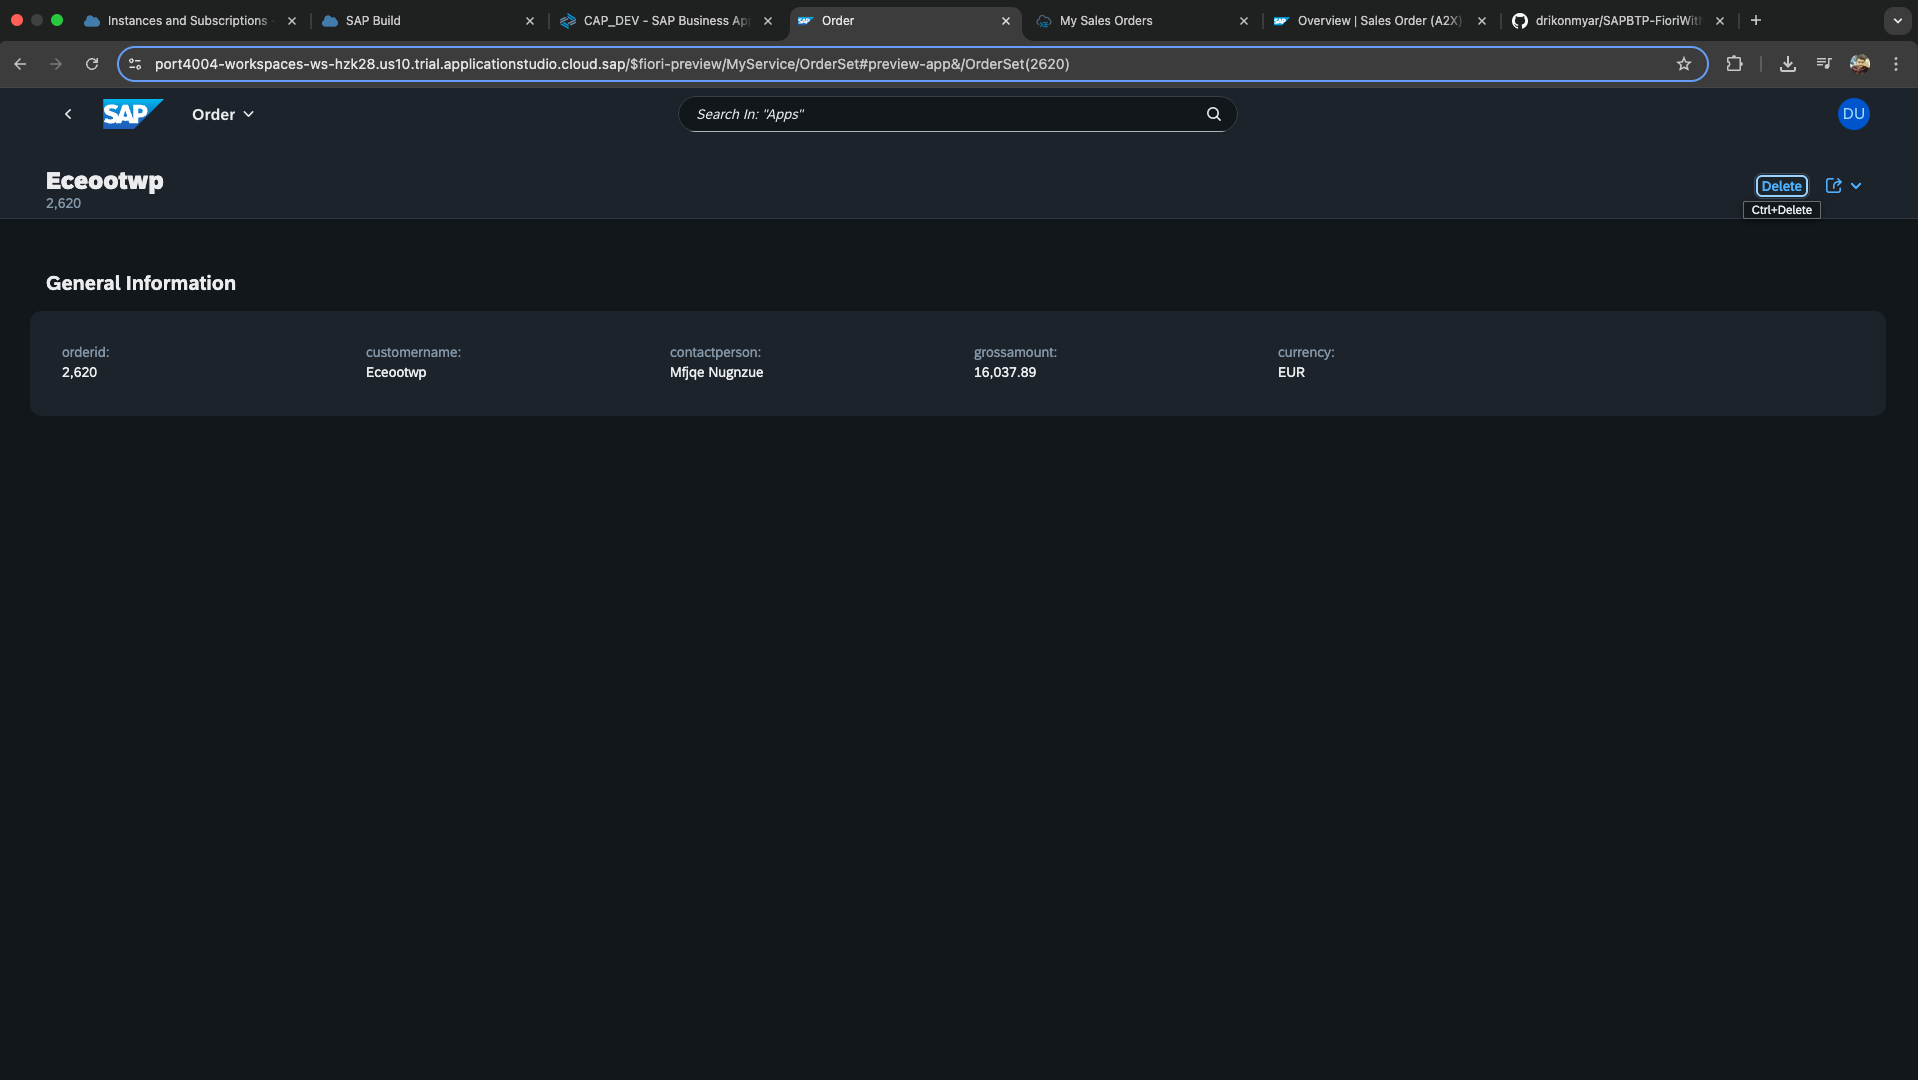 Instances and Subscriptions
SAP Build
CAP_DEV - SAP Business Ap
Order
My Sales Orders
Overview | Sales Order (A2X)
drikonmyar/SAPBTP-FioriWit
port4004-workspaces-ws-hzk28.us10.trial.applicationstudio.cloud.sap/$fiori-preview/MyService/OrderSet#preview-app&/OrderSet(2620)
SAP
Order
Search In: "Apps"
DU
Eceootwp
2,620
Delete
Ctrl+Delete
General Information
orderid:
2,620
customername:
Eceootwp
contactperson:
Mfjqe Nugnzue
grossamount:
16,037.89
currency:
EUR